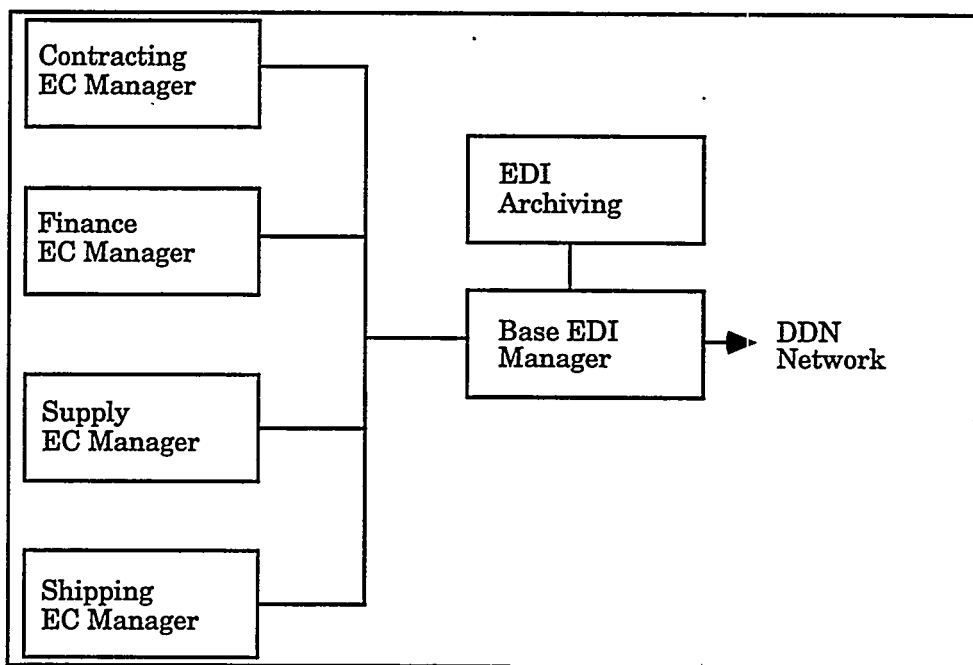 Contracting
EC Manager
Finance
EC Manager
Supply
EC Manager
Shipping
EC Manager
EDI
Archiving
Base EDI
Manager
DDN
Network